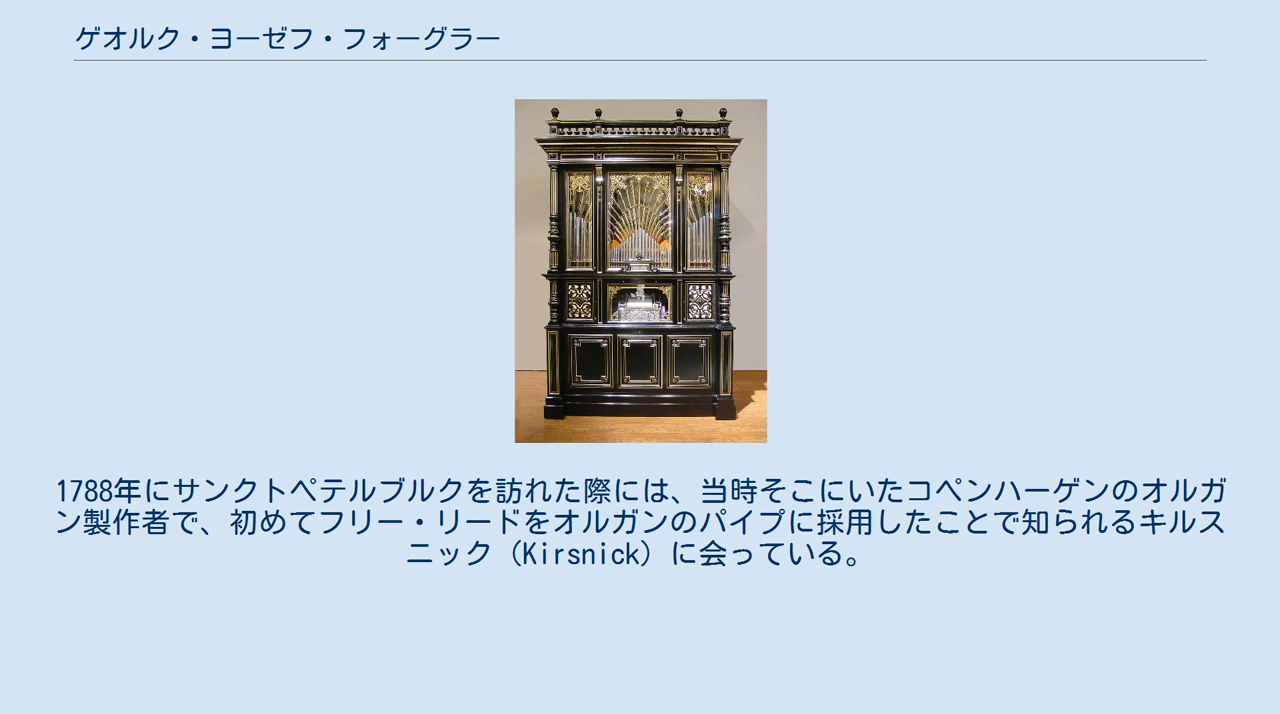 ゲオルク・ヨーゼフ・フォーグラー
1788年にサンクトペテルブルクを訪れた際には、当時そこにいたコペンハーゲンのオルガ
ン製作者で、初めてフリー・リードをオルガンのパイプに採用したことで知られるキルス
ニック（Kirsnick）に会っている。